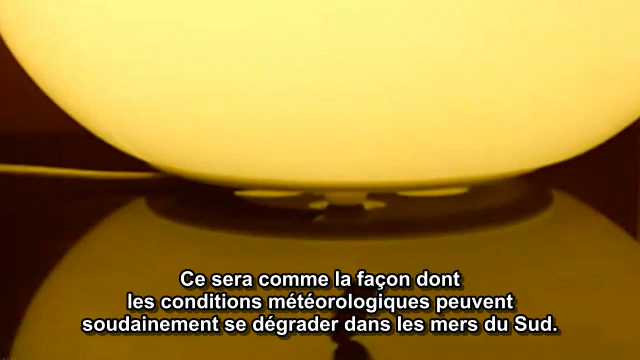 Ce sera comme la façon dont
les conditions météorologiques peuvent
soudainement se dégrader dans les mers du Sud.